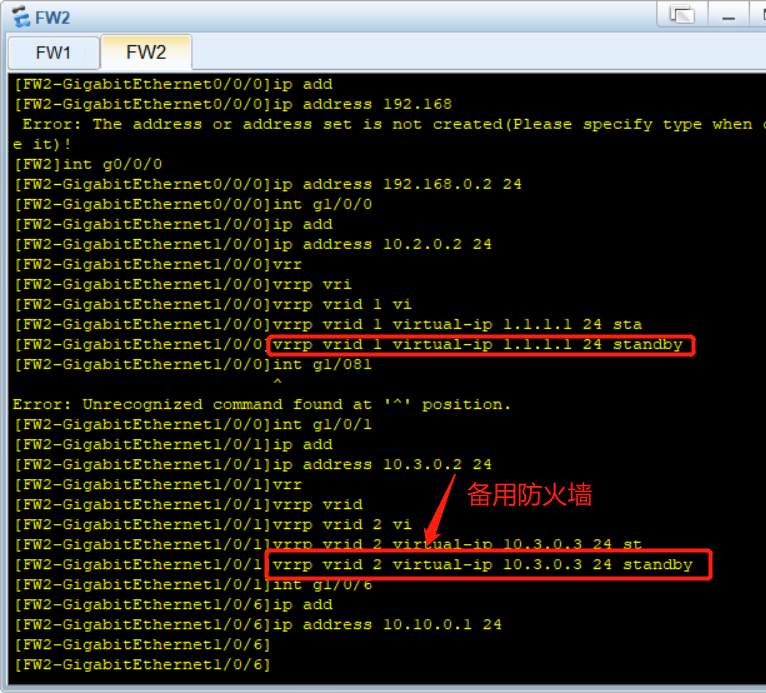 FW2
FW1 FW2
[FW2-GigabitEthernet0/0/0]ip add
[FW2-GigabitEthernet0/0/0]ip address 192.168
 Error: The address or address set is not created(Please specify type when
e it)!
[FW2]int g0/0/0
[FW2-GigabitEthernet0/0/0]ip address 192.168.0.2 24
[FW2-GigabitEthernet0/0/0]int g1/0/0
[FW2-GigabitEthernet1/0/0]ip add
[FW2-GigabitEthernet1/0/0]ip address 10.2.0.2 24
[FW2-GigabitEthernet1/0/0]vrr
[FW2-GigabitEthernet1/0/0]vrrp vri
[FW2-GigabitEthernet1/0/0]vrrp vrid 1 vi
[FW2-GigabitEthernet1/0/0]vrrp vrid 1 virtual-ip 1.1.1.1 24 sta
[FW2-GigabitEthernet1/0/0]vrrp vrid 1 virtual-ip 1.1.1.1 24 standby
[FW2-GigabitEthernet1/0/0]int g1/081
^
Error: Unrecognized command found at '^' position.
[FW2-GigabitEthernet1/0/0]int g1/0/1
[FW2-GigabitEthernet1/0/1]ip add
[FW2-GigabitEthernet1/0/1]ip address 10.3.0.2 24
[FW2-GigabitEthernet1/0/1]vrr
备用防火墙
[FW2-GigabitEthernet1/0/1]vrrp vrid
[FW2-GigabitEthernet1/0/1]vrrp vrid 2 vi
[FW2-GigabitEthernet1/0/1]vrrp vrid 2 virtual-ip 10.3.0.3 24 st
[FW2-GigabitEthernet1/0/1]vrrp vrid 2 virtual-ip 10.3.0.3 24 standby
[FW2-GigabitEthernet1/0/1]int g1/0/6
[FW2-GigabitEthernet1/0/6]ip add
[FW2-GigabitEthernet1/0/6]ip address 10.10.0.1 24
[FW2-GigabitEthernet1/0/6]
[FW2-GigabitEthernet1/0/6]